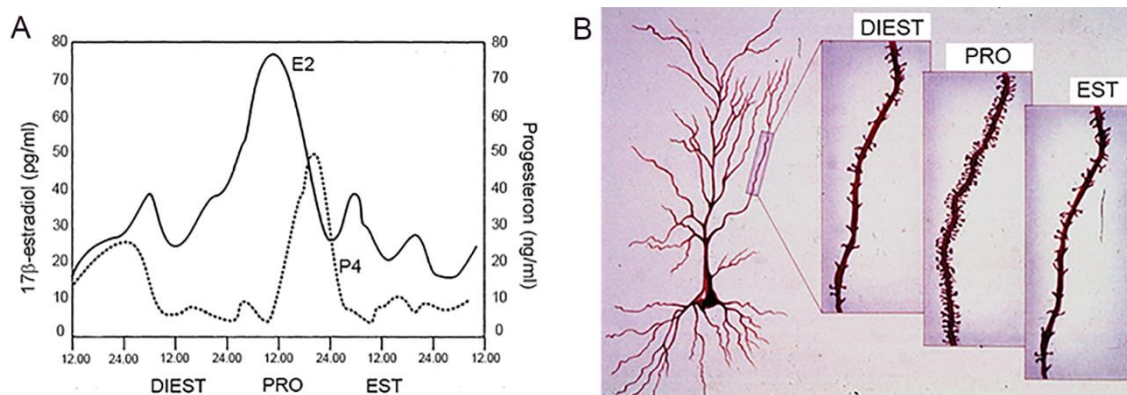 A
80
70
60
50
40
30
20
10
0
17β-estradiol (pg/ml)
E2
P4
80
70
60
50
40
30
20
10
0
Progesteron (ng/ml)
12.00 24.00 12.00 24.00 12.00 24.00 12.00 24.00 12.00
DIEST PRO EST
B
DIEST
PRO
EST